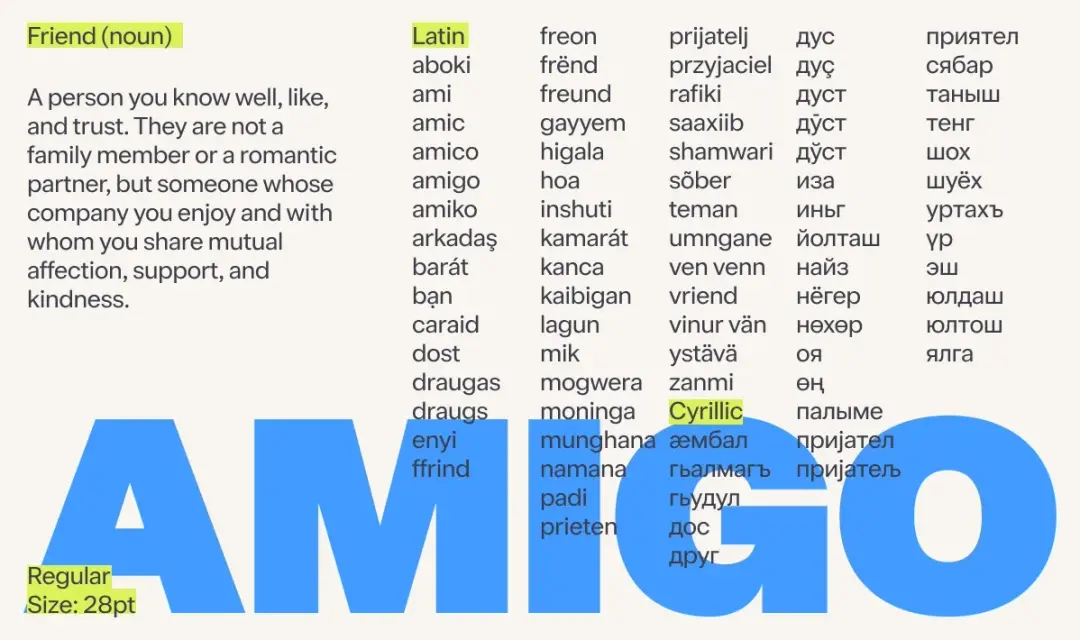 Friend (noun)
A person you know well, like,
and trust. They are not a
family member or a romantic
partner, but someone whose
company you enjoy and with
whom you share mutual
affection, support, and
kindness.
Latin
aboki
ami
amic
amico
amigo
amiko
arkadaş
barát
bạn
caraid
dost
draugas
draugs
enyi
ffrind
freon
frënd
freund
gayyem
higala
hoa
inshuti
kamarát
kanca
kaibigan
lagun
mik
mogwera
moninga
munghana
namana
padi
prieten
prijatelj
przyjaciel
rafiki
saaxiib
shamwari
sõber
teman
umngane
ven venn
vriend
vinur vän
ystävä
zanmi
Cyrillic
æмбал
гьалмагъ
гьудул
дос
друг
дус
дуҫ
дуст
дӯст
дўст
иза
иньг
йолташ
найз
нёгер
нөхөр
оя
өң
палыме
пријател
пријатељ
приятел
сябар
таныш
тенг
шох
шуёх
уртахъ
үр
эш
юлдаш
юлтош
ялга
AMIGO
Regular
Size: 28pt